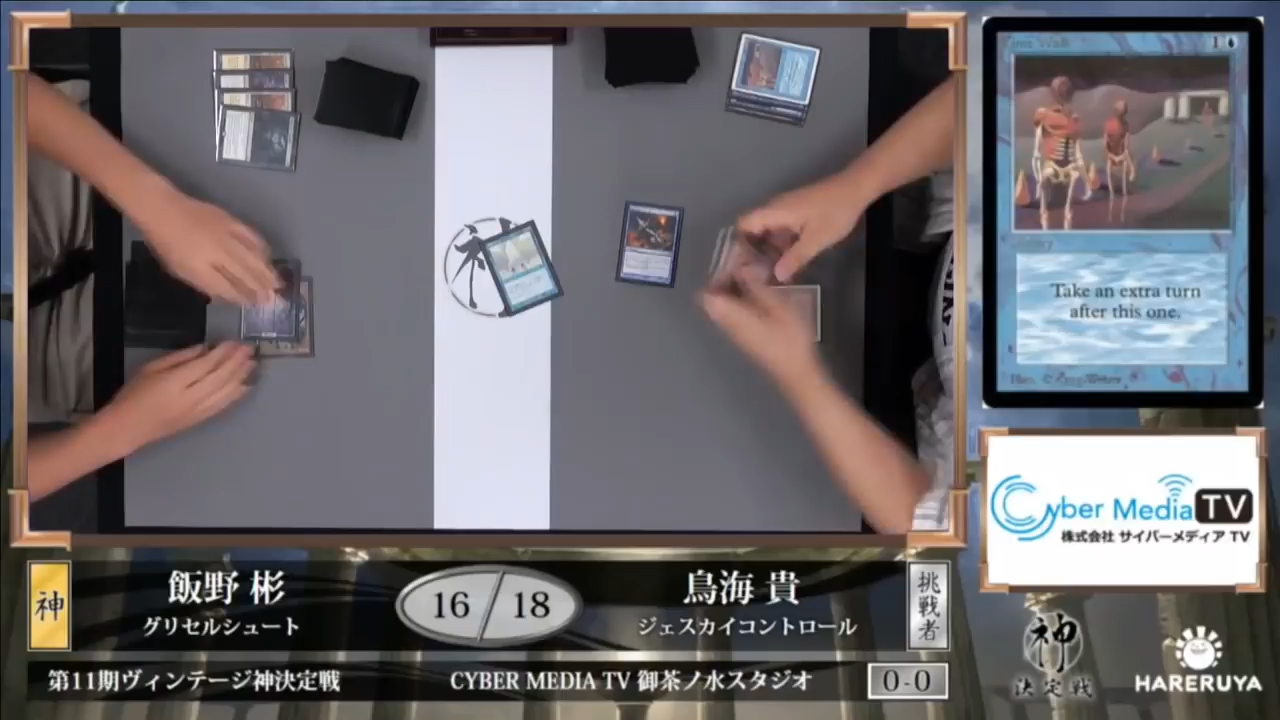 Time Walk
1
Take an extra turn
after this one.
Cyber Media TV
株式会社 サイバーメディア TV
神
飯野 彬
グリセルシュート
16 / 18
鳥海 貴
ジェスカイコントロール
挑戦者
第11期ヴィンテージ神決定戦
CYBER MEDIA TV 御茶ノ水スタジオ
0-0
神
決定戦
HARERUYA